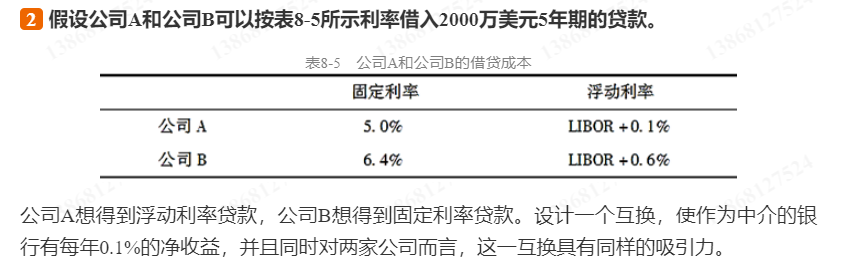 2 假设公司A和公司B可以按表8-5所示利率借入2000万美元5年期的贷款。
表8-5 公司A和公司B的借贷成本
固定利率 浮动利率
公司 A 5.0% LIBOR +0.1%
公司 B 6.4% LIBOR +0.6%
公司A想得到浮动利率贷款，公司B想得到固定利率贷款。设计一个互换，使作为中介的银
行有每年0.1%的净收益，并且同时对两家公司而言，这一互换具有同样的吸引力。
13868127524